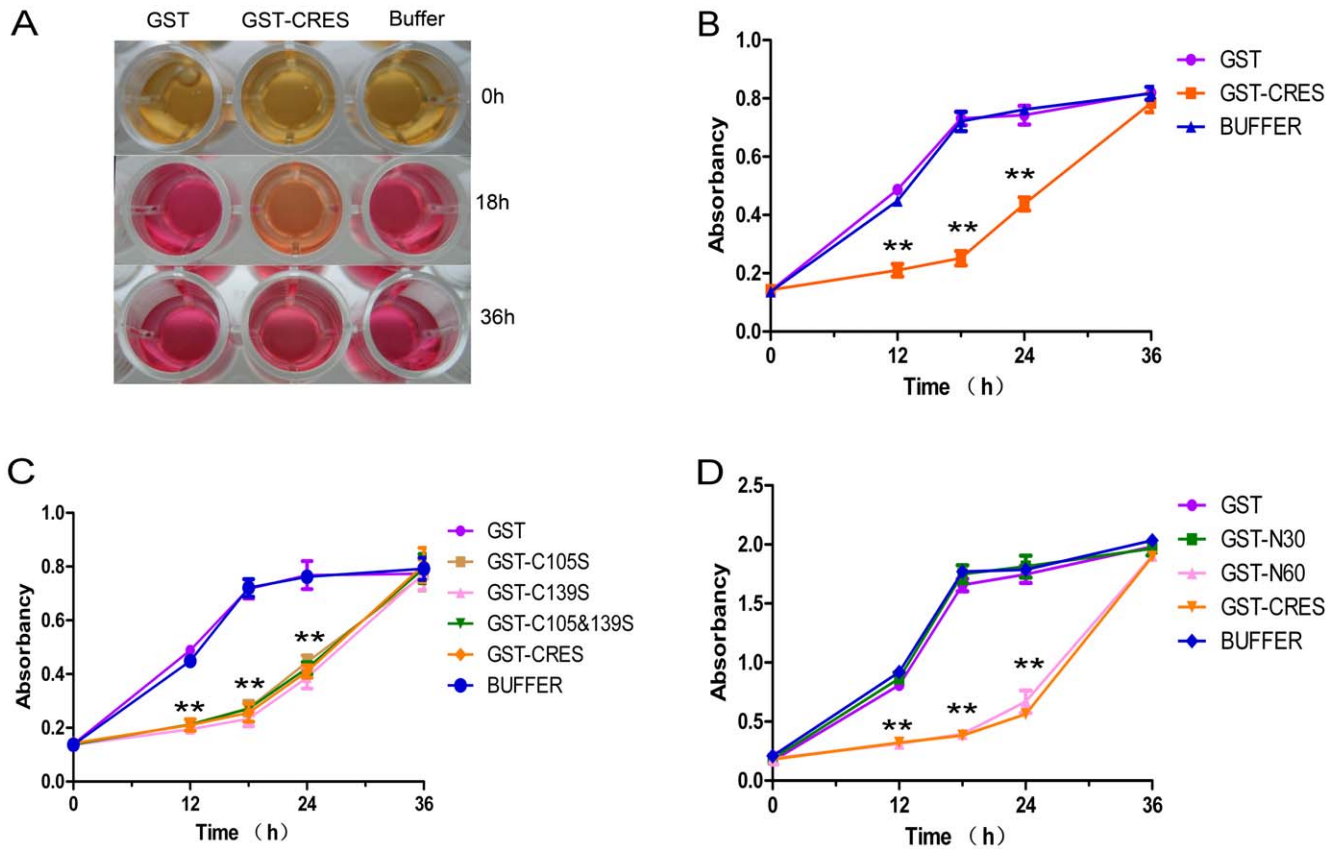 A
GST GST-CRES Buffer
0h
18h
36h
B
1.0
0.8
0.6
0.4
0.2
0.0
Absorbancy
**
**
**
0 12 24 36
Time （h）
GST
GST-CRES
BUFFER
C
1.0
0.8
0.6
0.4
0.2
0.0
Absorbancy
**
**
**
0 12 24 36
Time （h）
GST
GST-C105S
GST-C139S
GST-C105&139S
GST-CRES
BUFFER
D
2.5
2.0
1.5
1.0
0.5
0.0
Absorbancy
**
**
**
0 12 24 36
Time （h）
GST
GST-N30
GST-N60
GST-CRES
BUFFER